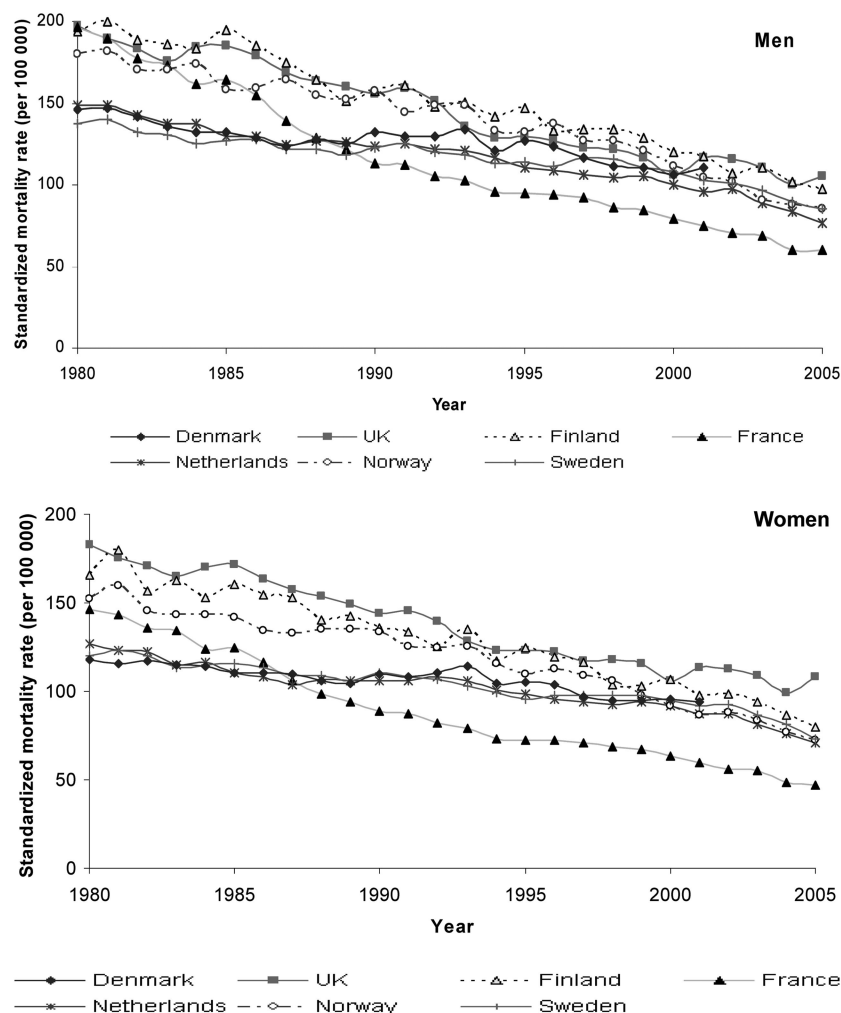 Men
Standardized mortality rate (per 100 000)
200
150
100
50
0
1980 1985 1990 1995 2000 2005
Year
Denmark UK Finland France
Netherlands Norway Sweden
Women
Standardized mortality rate (per 100 000)
200
150
100
50
0
1980 1985 1990 1995 2000 2005
Year
Denmark UK Finland France
Netherlands Norway Sweden